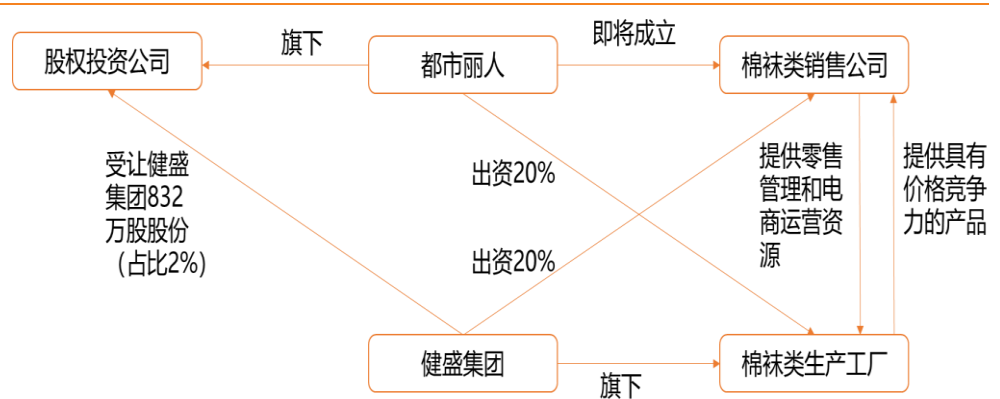 旗下
即将成立
股权投资公司
都市丽人
棉袜类销售公司
受让健盛
集团832
万股股份
（占比2%)
出资20%
出资20%
提供零售
管理和电
商运营资
源
提供具有
价格竞争
力的产品
健盛集团
旗下
棉袜类生产工厂